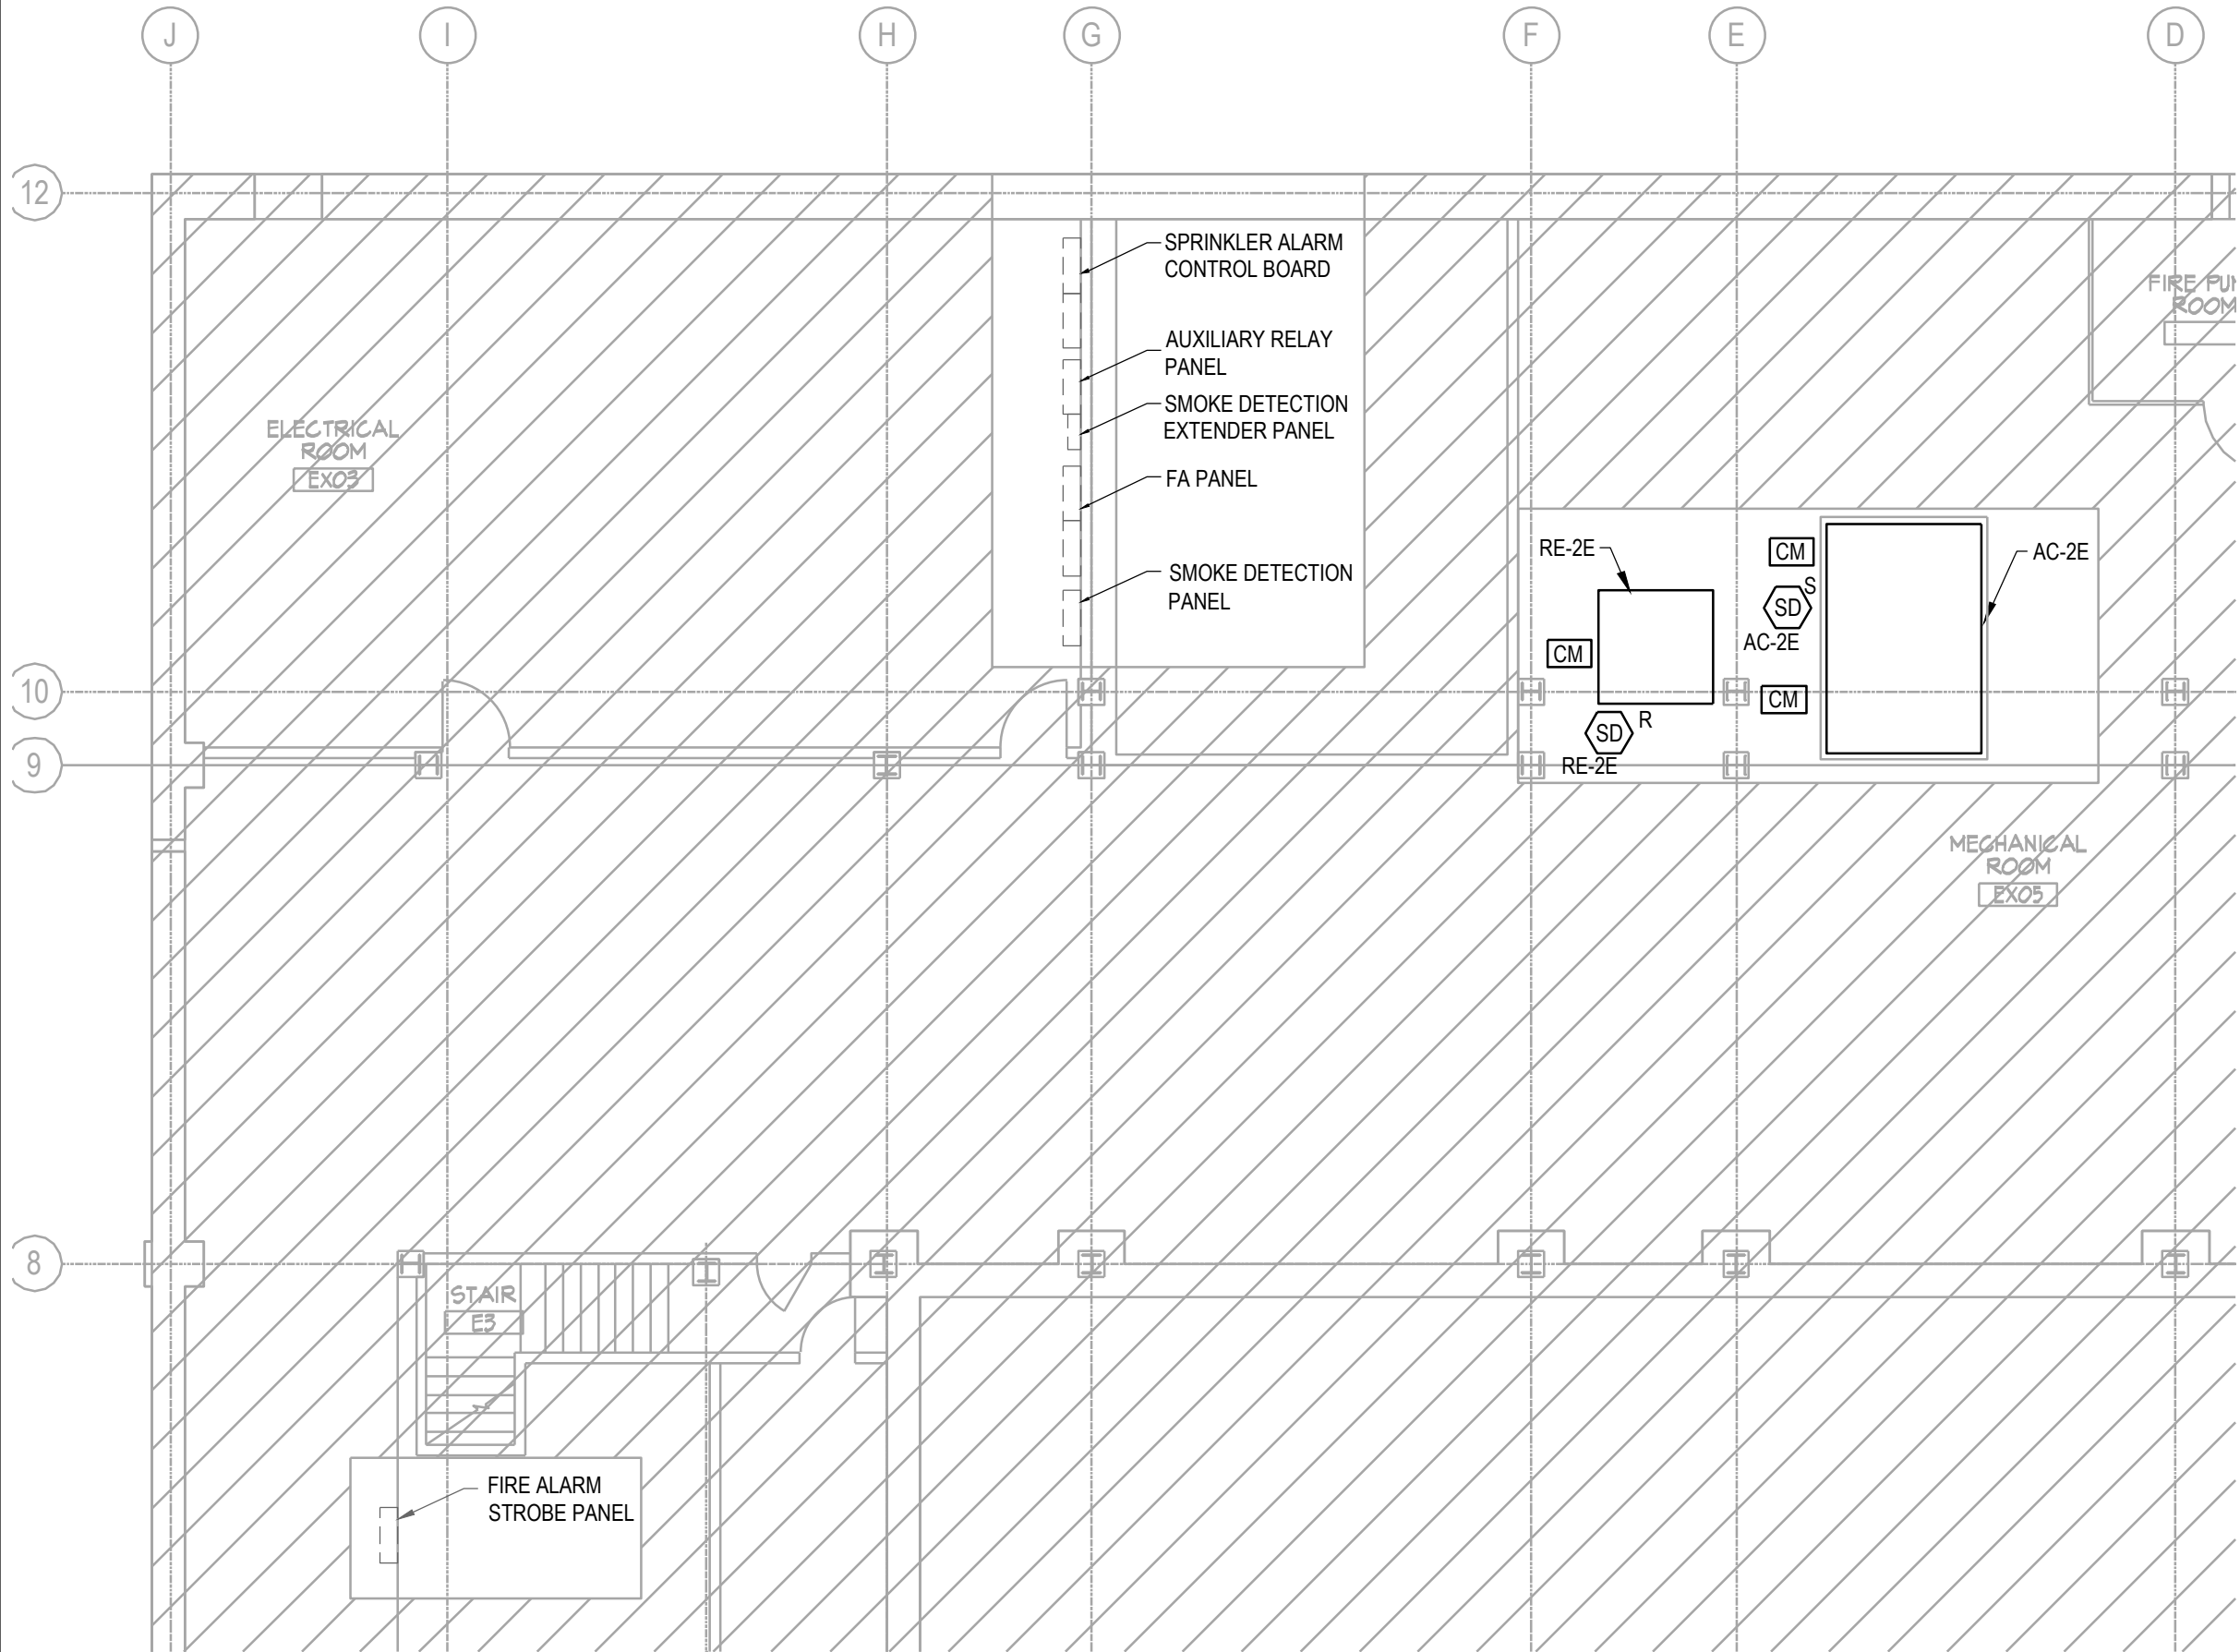 J
I
H
G
F
E
D
12
SPRINKLER ALARM
CONTROL BOARD
FIRE
ROOM
AUXILIARY RELAY
PANEL
SMOKE DETECTION
EXTENDER PANEL
ELECTRICAL
ROOM
EX03
FA PANEL
SMOKE DETECTION
PANEL
RE-2E
CM
AC-2E
S
SD
AC-2E
CM
CM
R
SD
RE-2E
10
9
MECHANICAL
ROOM
EX05
8
STAIR
E3
FIRE ALARM
STROBE PANEL